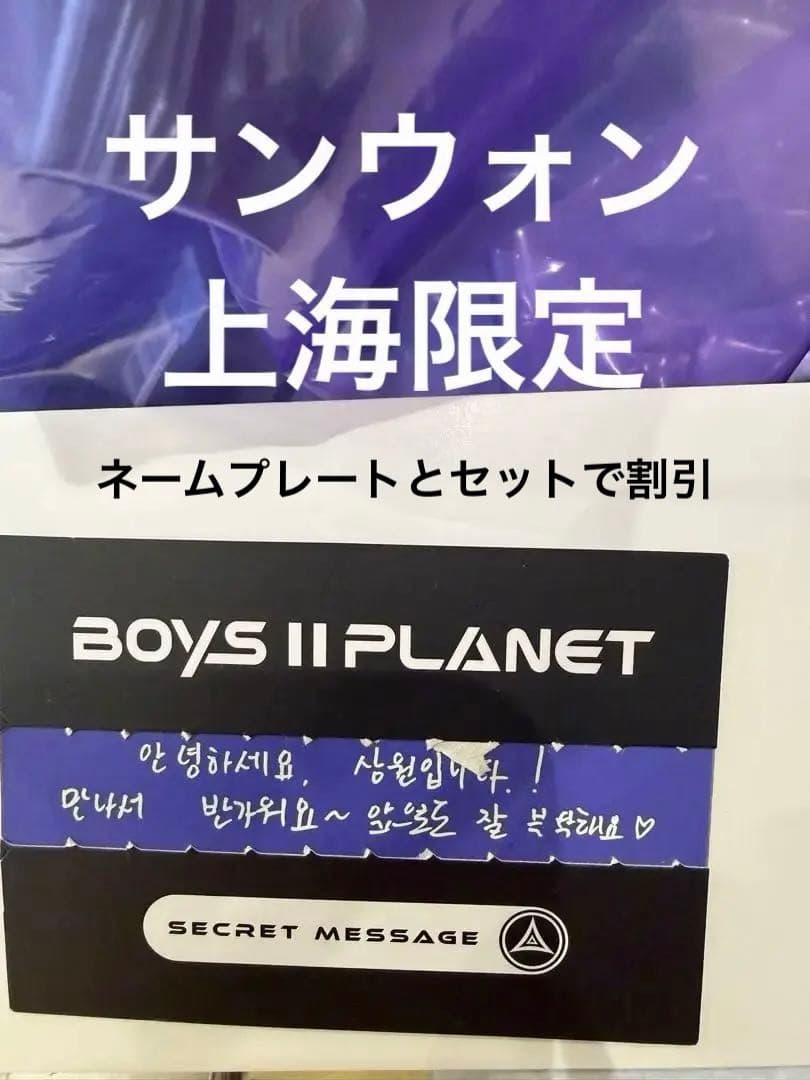 サンウォン
上海限定
ネームプレートとセットで割引
BOYS II PLANET
안녕하세요, 상원입니다.!
만나서 반가워요~ 앞으로도 잘 부탁해요♡
SECRET MESSAGE